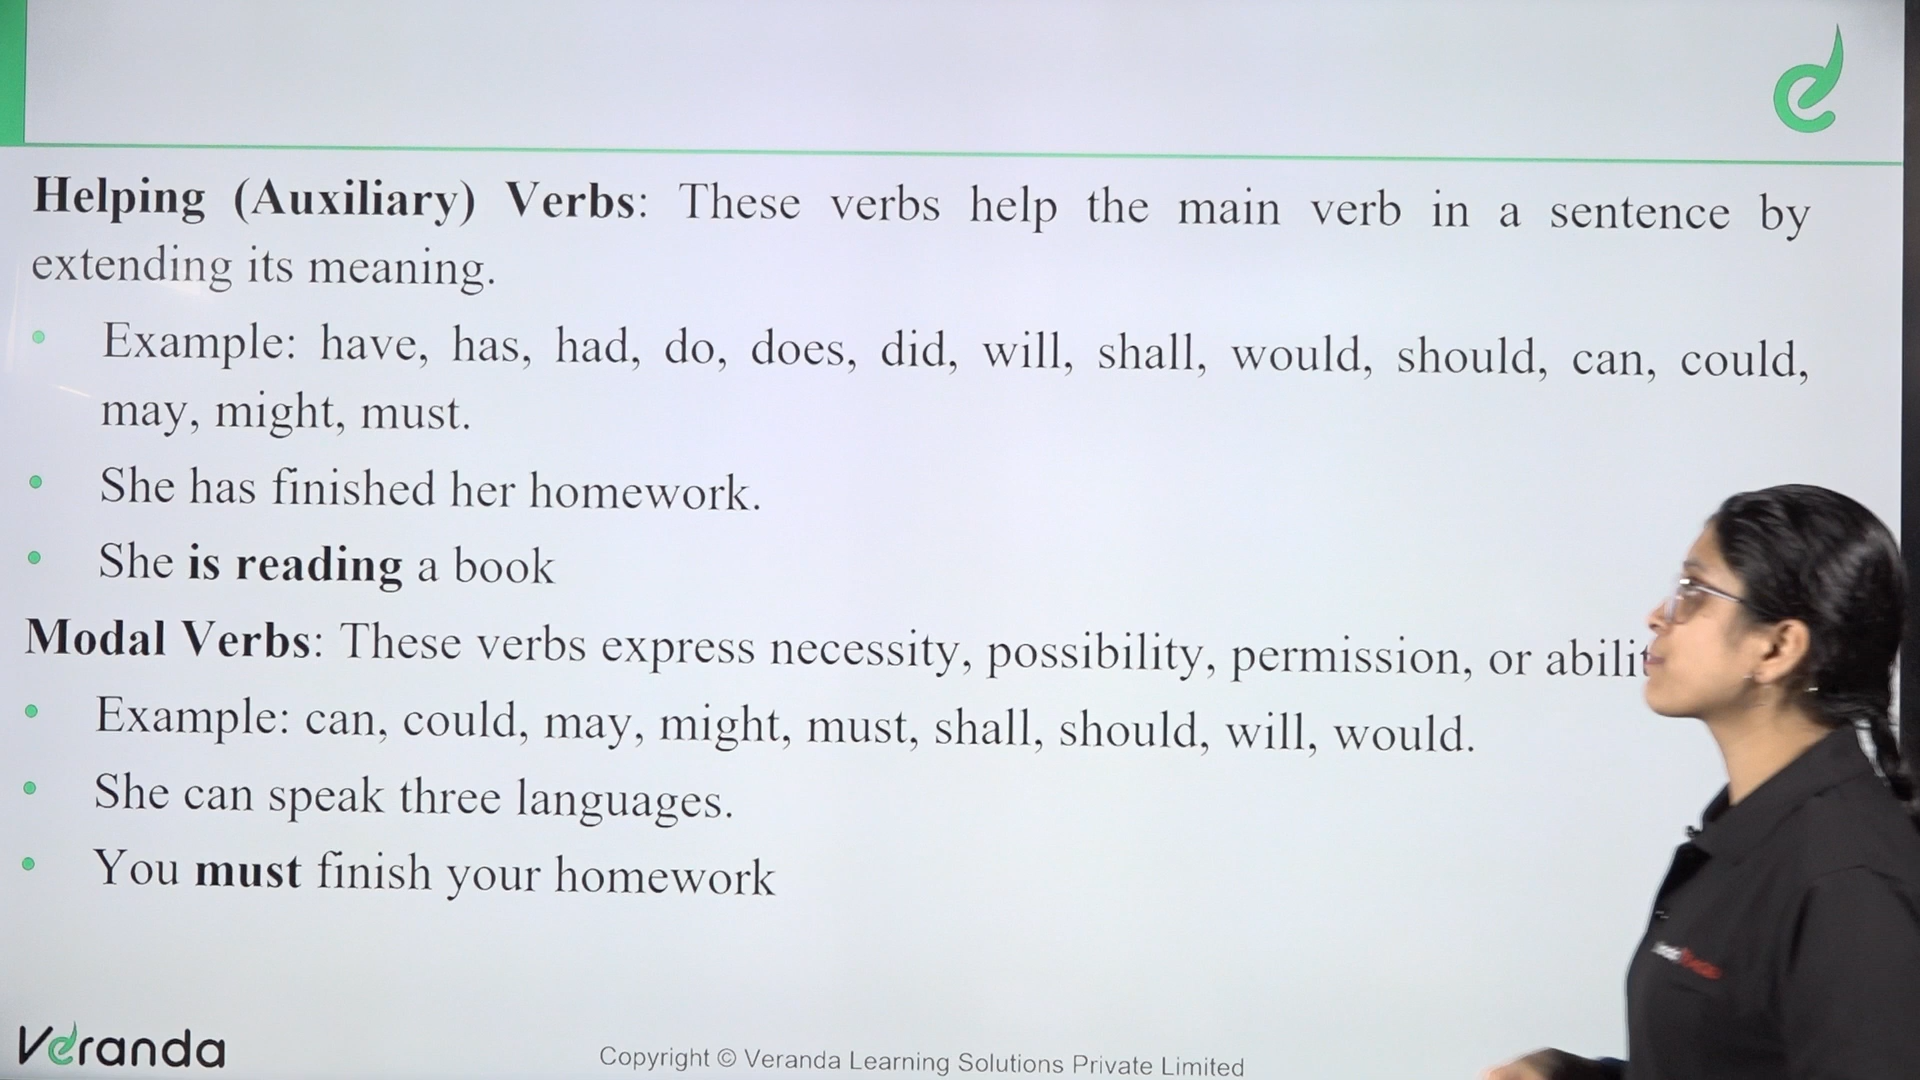 Helping (Auxiliary) Verbs: These verbs help the main verb in a sentence by
extending its meaning.
• Example: have, has, had, do, does, did, will, shall, would, should, can, could,
may, might, must.
• She has finished her homework.
• She is reading a book
Modal Verbs: These verbs express necessity, possibility, permission, or abilit
• Example: can, could, may, might, must, shall, should, will, would.
• She can speak three languages.
• You must finish your homework
Veranda
Copyright © Veranda Learning Solutions Private Limited